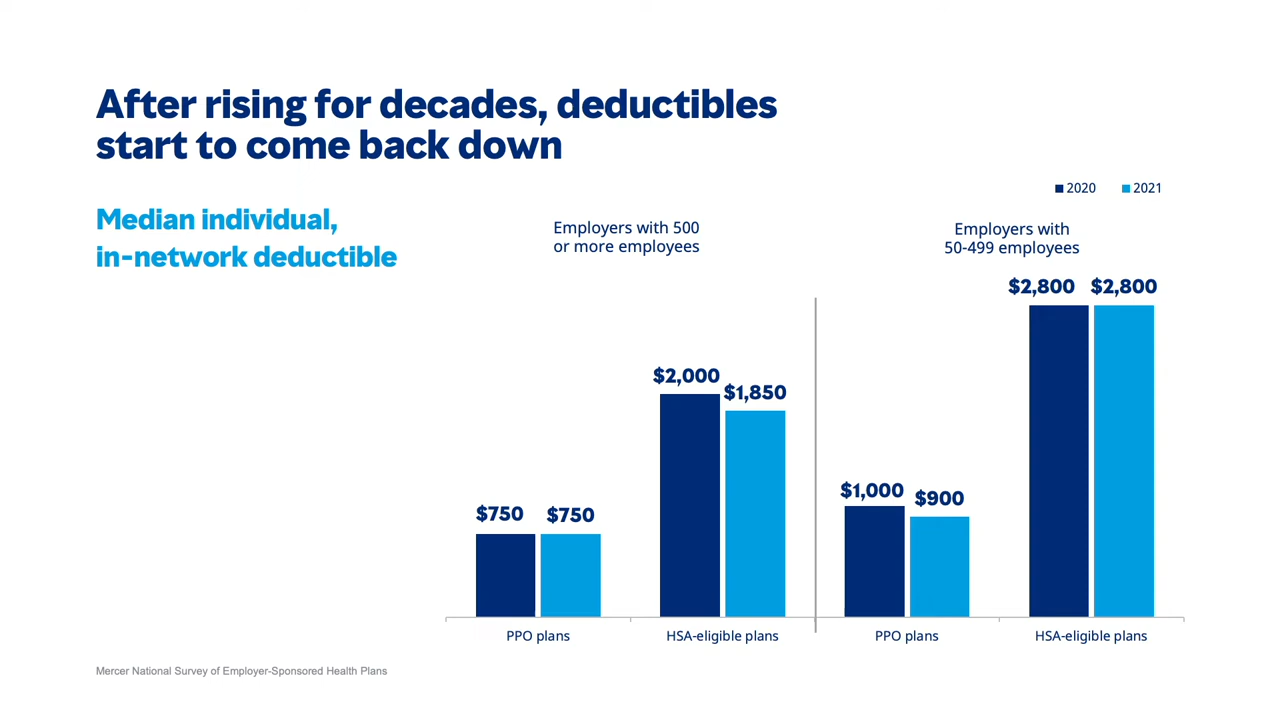 After rising for decades, deductibles
start to come back down
Median individual,
in-network deductible
2020 2021
Employers with 500
or more employees
Employers with
50-499 employees
$750 $750
$2,000 $1,850
$1,000 $900
$2,800 $2,800
PPO plans HSA-eligible plans PPO plans HSA-eligible plans
Mercer National Survey of Employer-Sponsored Health Plans